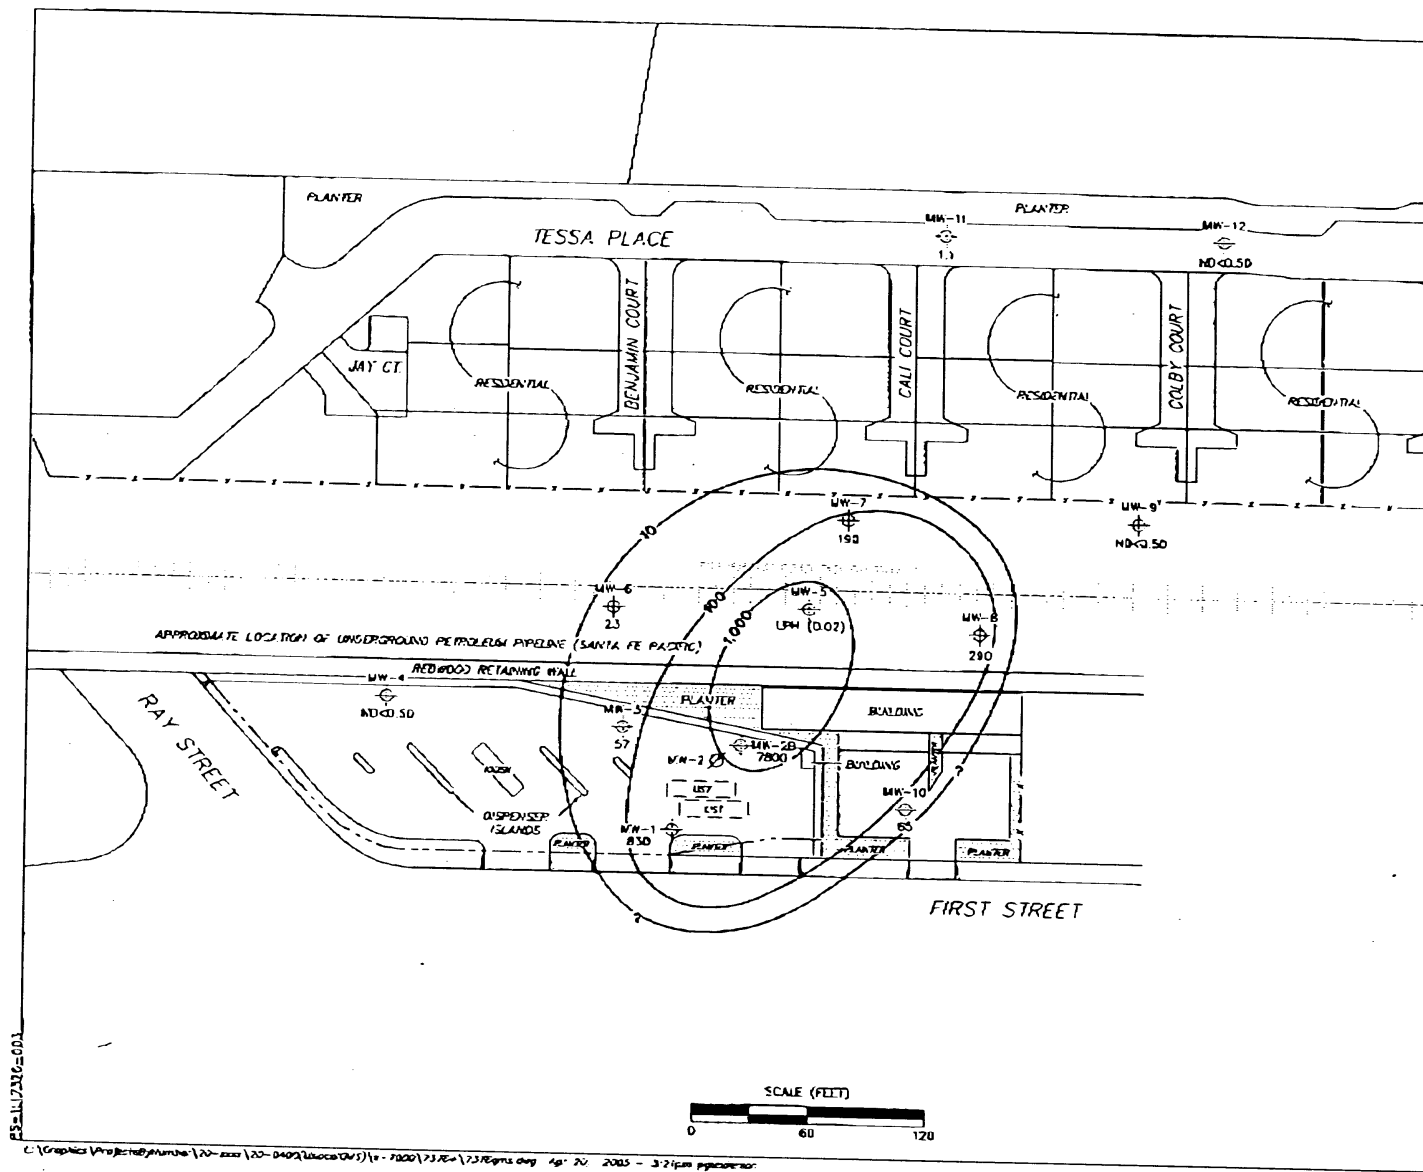 PLANTER
PLANTER
MW-11
MW-12
TESSA PLACE
ND<0.50
BENJAMIN COURT
CALI COURT
COLBY COURT
JAY CT.
RESIDENTIAL
RESIDENTIAL
RESIDENTIAL
RESIDENTIAL
MW-7
190
MW-9
ND<0.50
10
100
1,000
MW-6
23
MW-5
LPH (0.02)
MW-8
290
APPROXIMATE LOCATION OF UNDERGROUND PETROLEUM PIPELINE (SANTA FE PACIFIC)
REDWOOD RETAINING WALL
MW-4
ND<0.50
RAY STREET
PLANTER
BUILDING
MW-3
57
MW-2B
7800
MW-2
BUILDING
PLANTER
KIOSK
UST
UST
MW-10
DISPENSER
ISLANDS
MW-1
830
PLANTER
PLANTER
PLANTER
PLANTER
?
?
FIRST STREET
SCALE (FEET)
0 60 120